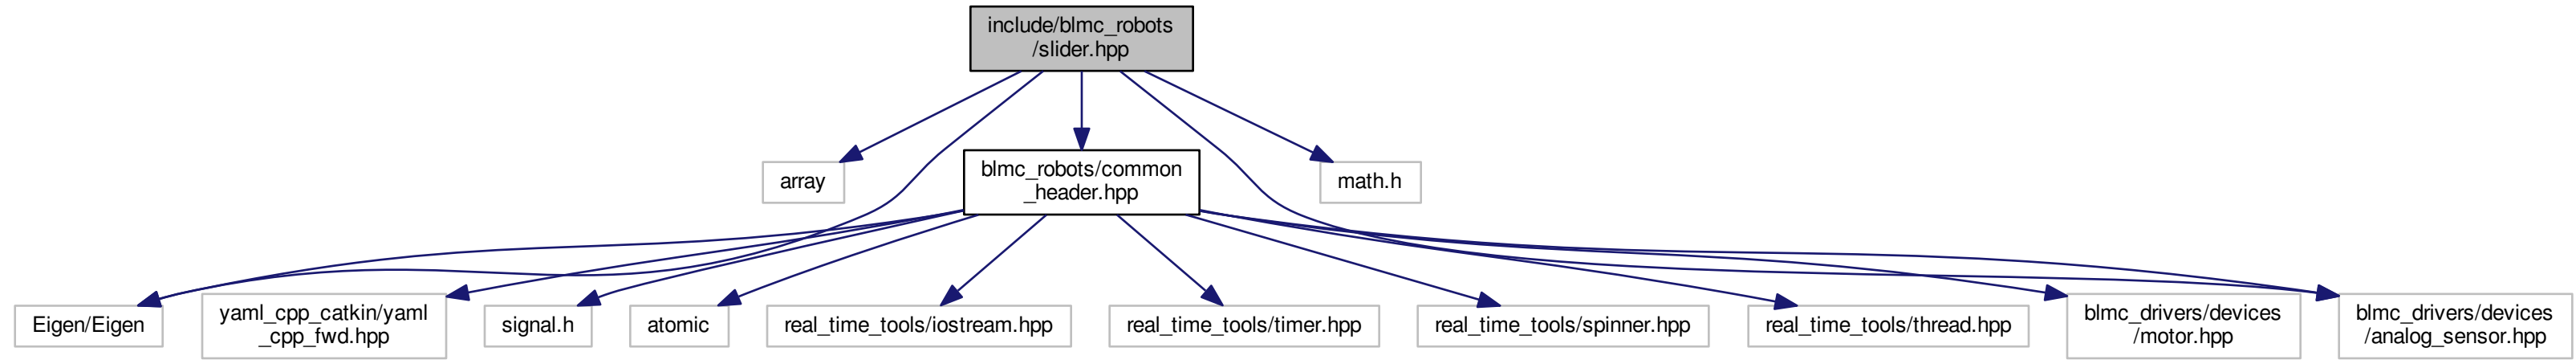 include/blmc_robots
/slider.hpp
array
blmc_robots/common
_header.hpp
math.h
Eigen/Eigen
yaml_cpp_catkin/yaml
_cpp_fwd.hpp
signal.h
atomic
real_time_tools/iostream.hpp
real_time_tools/timer.hpp
real_time_tools/spinner.hpp
real_time_tools/thread.hpp
blmc_drivers/devices
/motor.hpp
blmc_drivers/devices
/analog_sensor.hpp